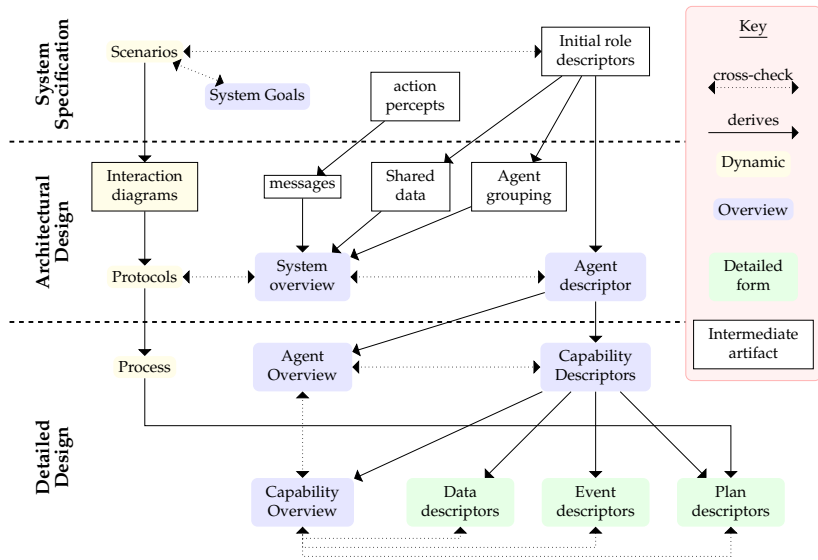 System
Specification
Scenarios
System Goals
action
percepts
Initial role
descriptors
Architectural
Design
Interaction
diagrams
messages
Shared
data
Agent
grouping
Protocols
System
overview
Agent
descriptor
Detailed
Design
Process
Agent
Overview
Capability
Descriptors
Capability
Overview
Data
descriptors
Event
descriptors
Plan
descriptors
Key
cross-check
derives
Dynamic
Overview
Detailed
form
Intermediate
artifact